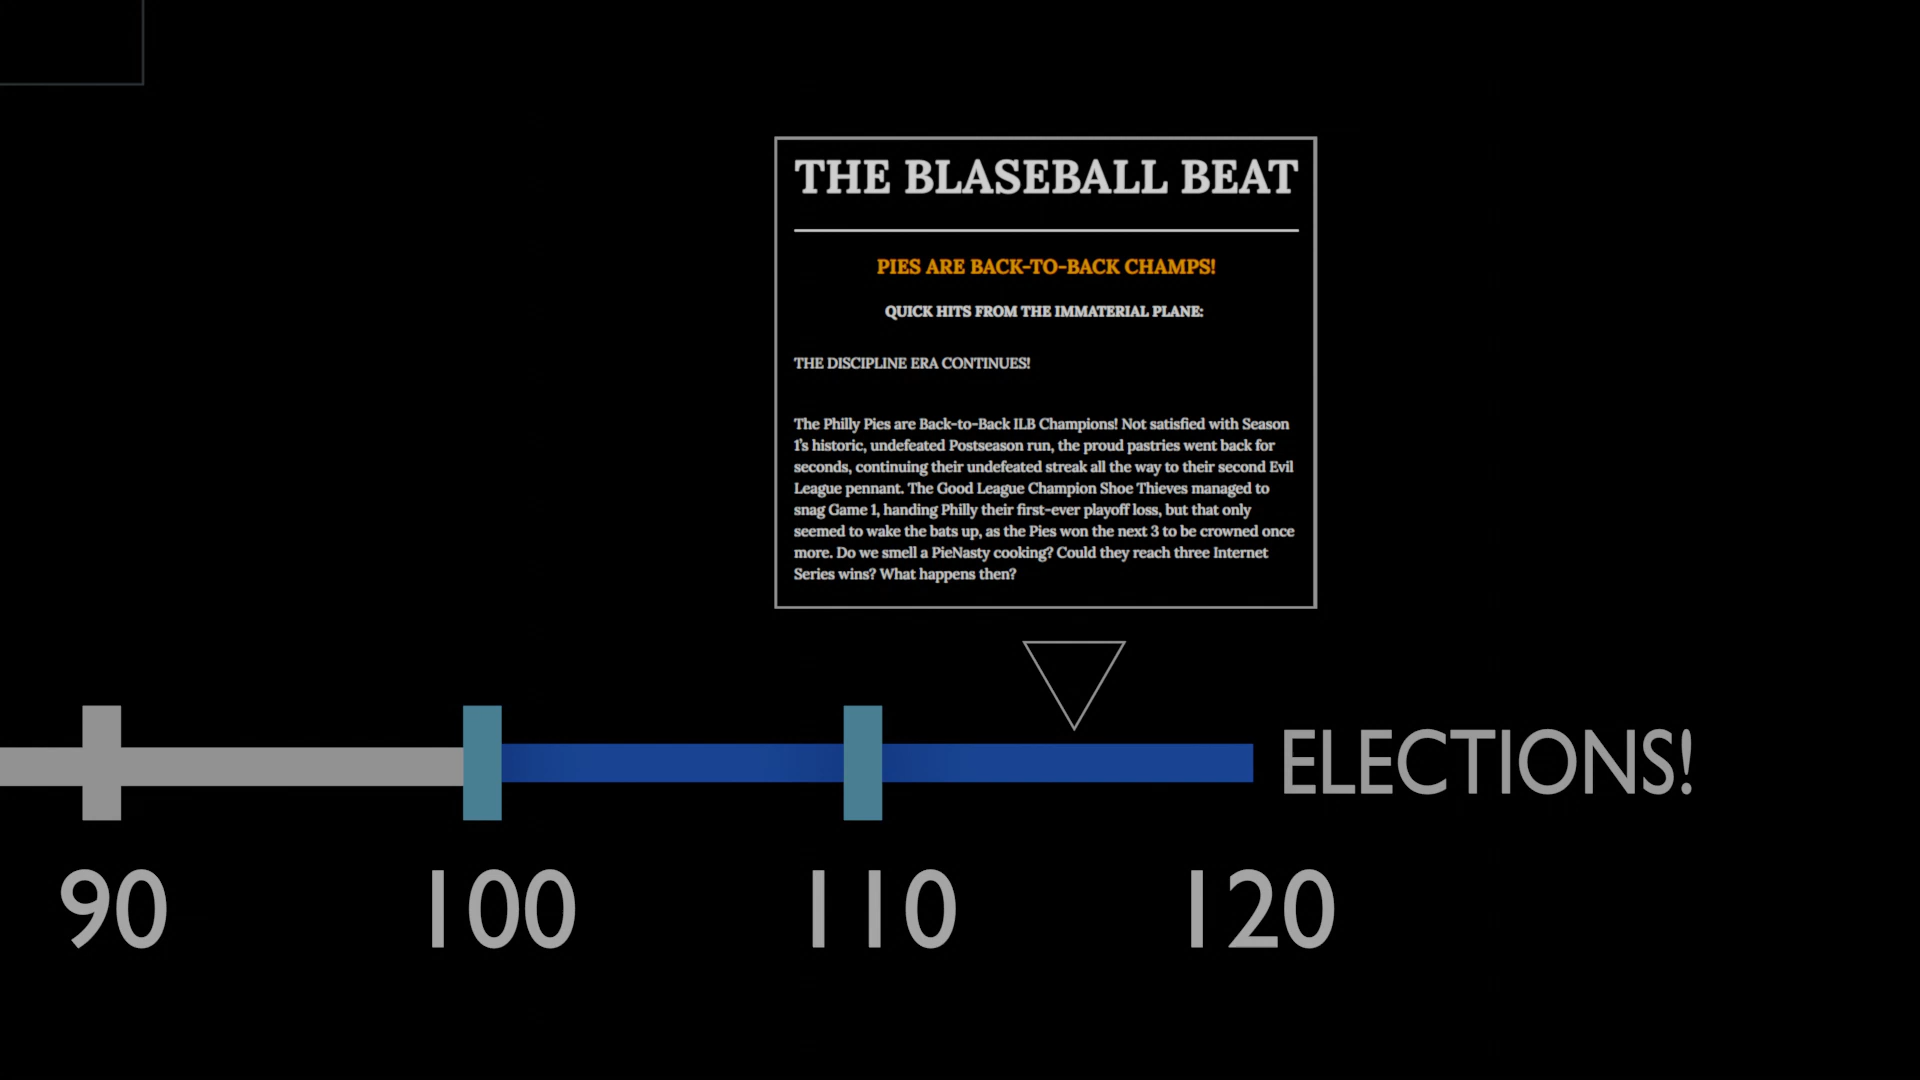 THE BLASEBALL BEAT
PIES ARE BACK-TO-BACK CHAMPS!
QUICK HITS FROM THE IMMATERIAL PLANE:
THE DISCIPLINE ERA CONTINUES!
The Philly Pies are Back-to-Back ILB Champions! Not satisfied with Season
1's historic, undefeated Postseason run, the proud pastries went back for
seconds, continuing their undefeated streak all the way to their second Evil
League pennant. The Good League Champion Shoe Thieves managed to
snag Game 1, handing Philly their first-ever playoff loss, but that only
seemed to wake the bats up, as the Pies won the next 3 to be crowned once
more. Do we smell a PieNasty cooking? Could they reach three Internet
Series wins? What happens then?
ELECTIONS!
90 100 110 120